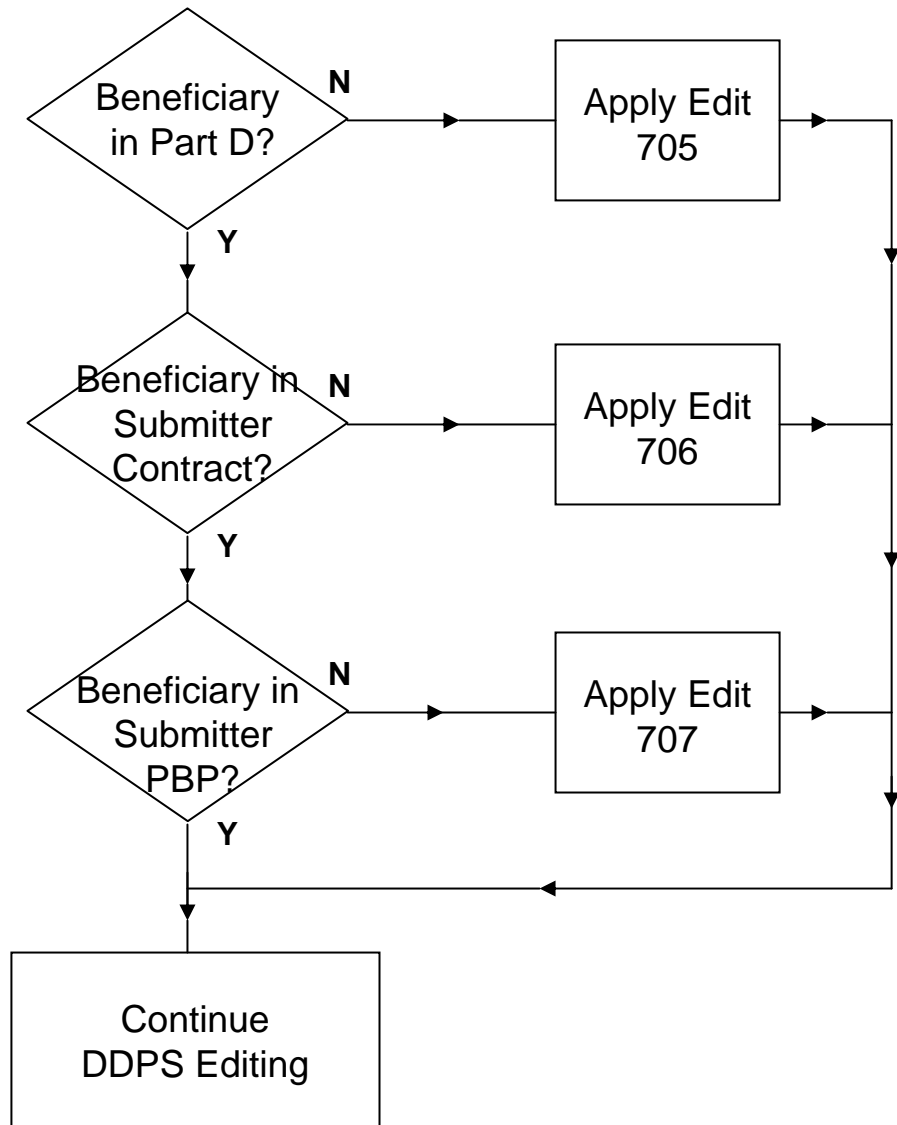 Beneficiary
in Part D?
N
Apply Edit
705
Y
Beneficiary in
Submitter
Contract?
N
Apply Edit
706
Y
Beneficiary in
Submitter
PBP?
N
Apply Edit
707
Y
Continue
DDPS Editing